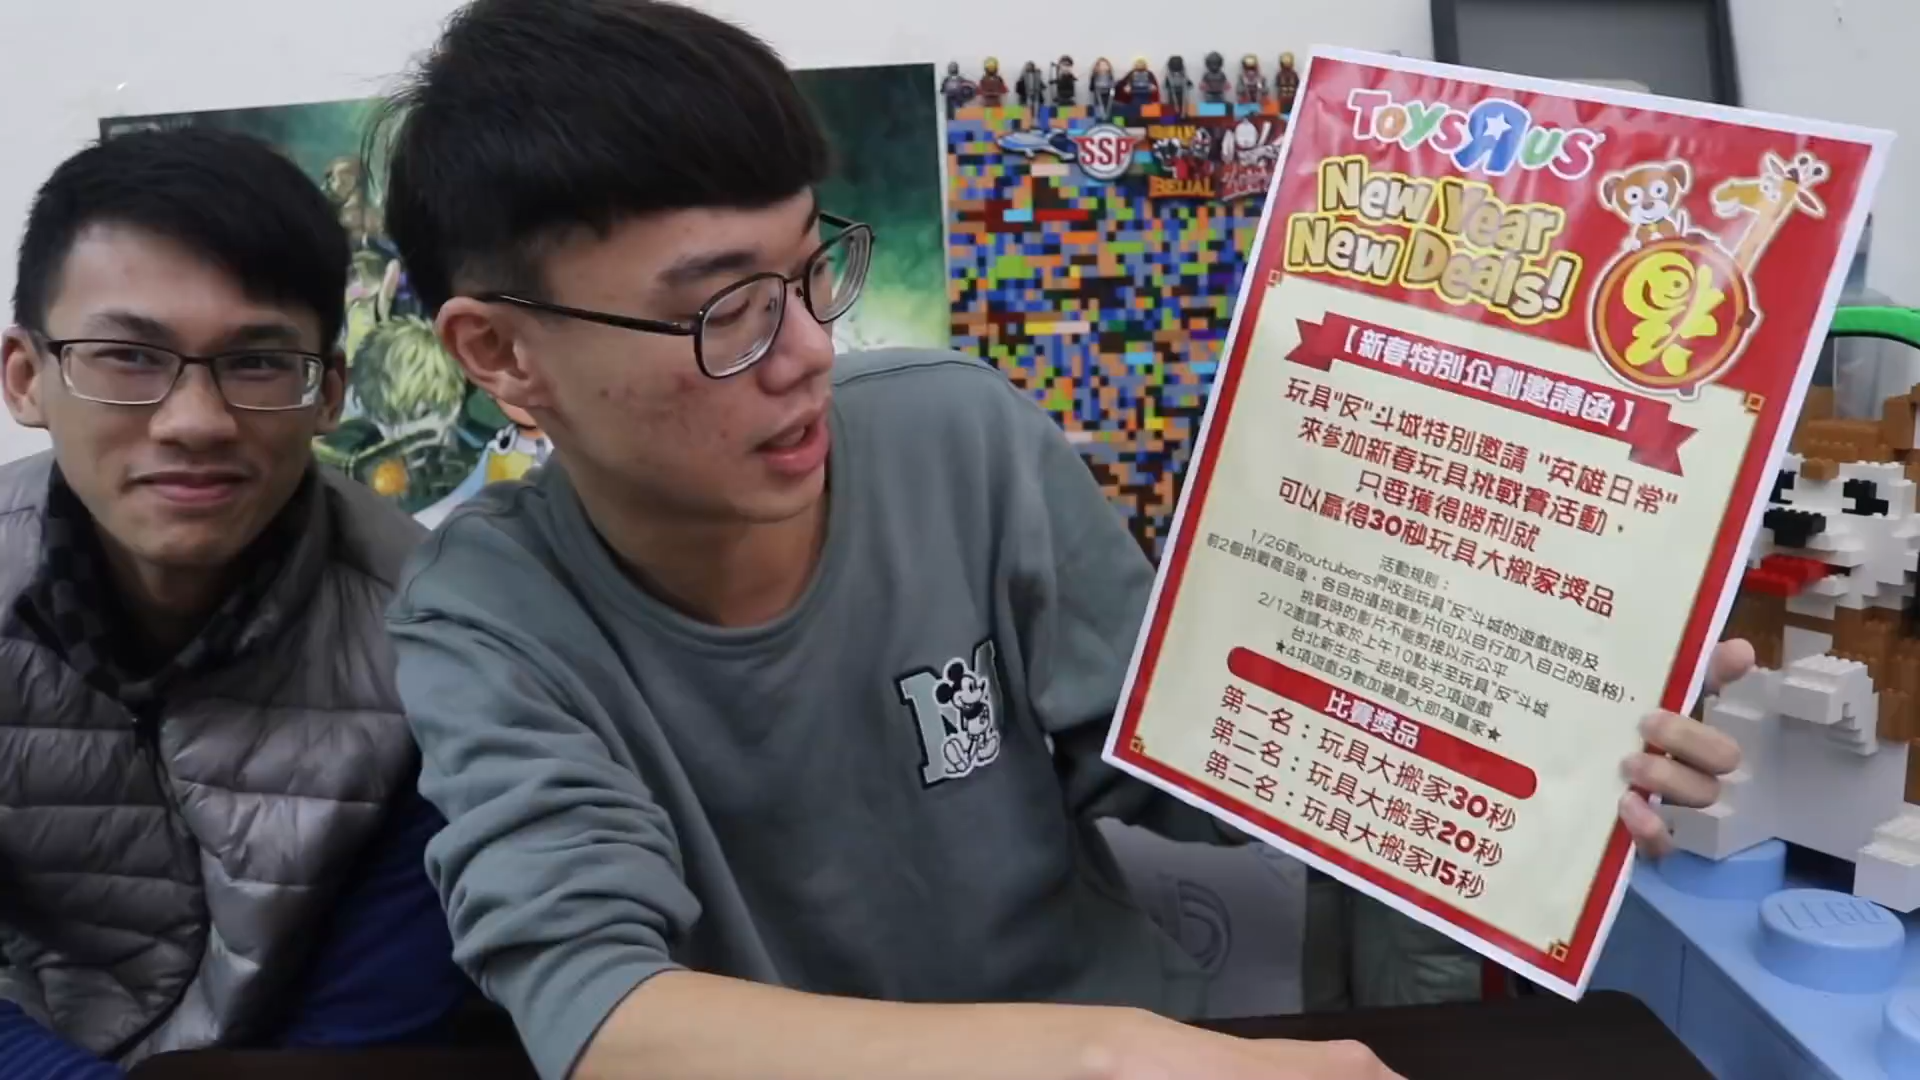 SSP
BELIAL
TOYSRUS
New Year
New Deals!
福
【新春特別企劃邀請函】
玩具"反"斗城特別邀請 "英雄日常"
來參加新春玩具挑戰賽活動，
只要獲得勝利就
可以贏得30秒玩具大搬家獎品
活動規則：
1/26前youtubers們收到玩具"反"斗城的遊戲說明及
前2個挑戰商品後，各自拍攝挑戰影片(可以自行加入自己的風格)，
挑戰時的影片不能剪接以示公平
2/12邀請大家於上午10點半至玩具"反"斗城
台北新生店一起挑戰另2項遊戲
★4項遊戲分數加總最大即為贏家★
比賽獎品
第一名：玩具大搬家30秒
第二名：玩具大搬家20秒
第二名：玩具大搬家15秒
M
LEGO